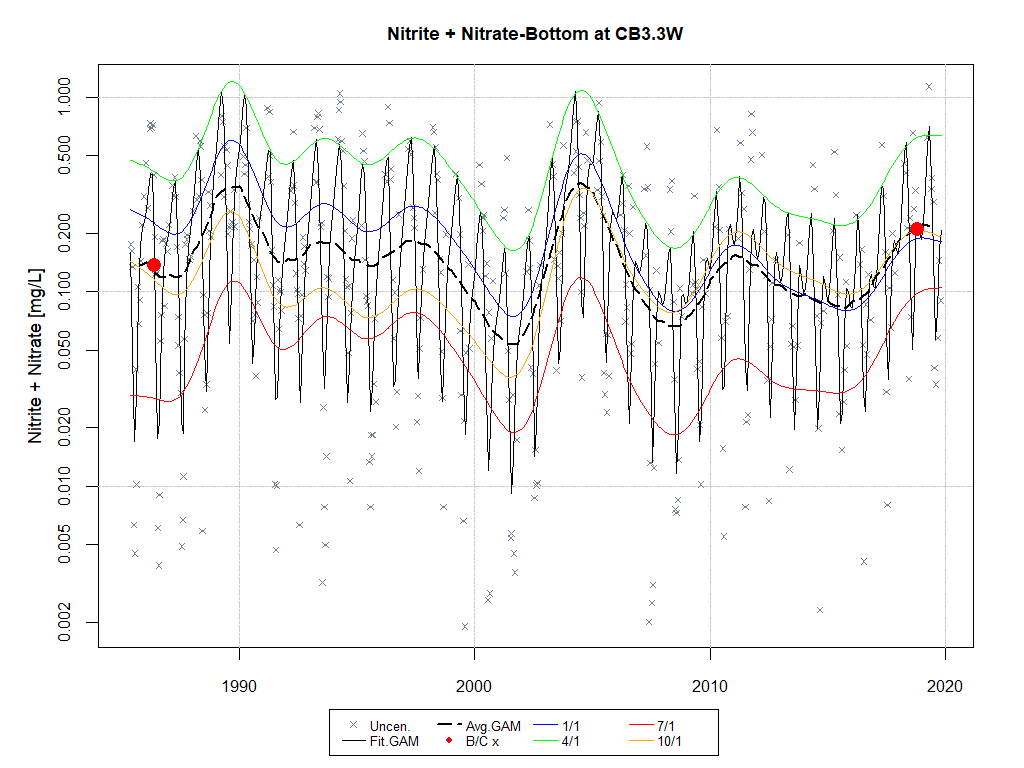 Nitrite + Nitrate-Bottom at CB3.3W
Nitrite + Nitrate [mg/L]
1.000
0.500
0.200
0.100
0.050
0.020
0.010
0.005
0.002
1990 2000 2010 2020
Uncen. Avg.GAM 1/1 7/1
Fit.GAM B/C x 4/1 10/1